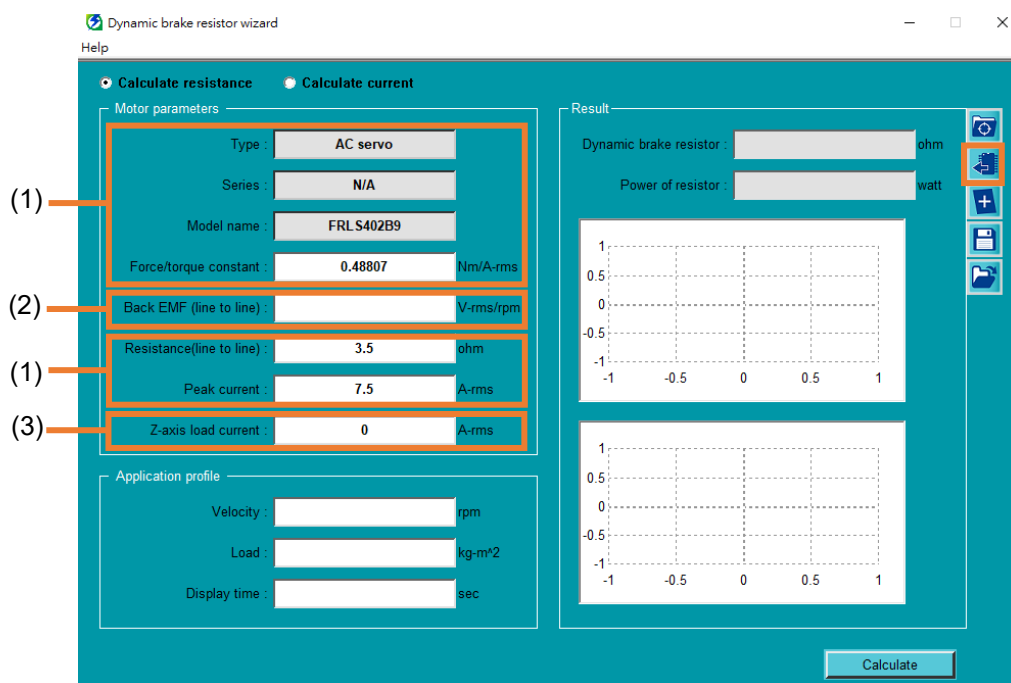 Dynamic brake resistor wizard
Help
Calculate resistance Calculate current
Motor parameters
(1)
Type : AC servo
Series : N/A
Model name : FRLS402B9
Force/torque constant : 0.48807 Nm/A-rms
(2)
Back EMF (line to line) : V-rms/rpm
(1)
Resistance(line to line) : 3.5 ohm
Peak current : 7.5 A-rms
(3)
Z-axis load current : 0 A-rms
Application profile
Velocity : rpm
Load : kg-m^2
Display time : sec
Result
Dynamic brake resistor : ohm
Power of resistor : watt
1
0.5
0
-0.5
-1
-1 -0.5 0 0.5 1
1
0.5
0
-0.5
-1
-1 -0.5 0 0.5 1
Calculate